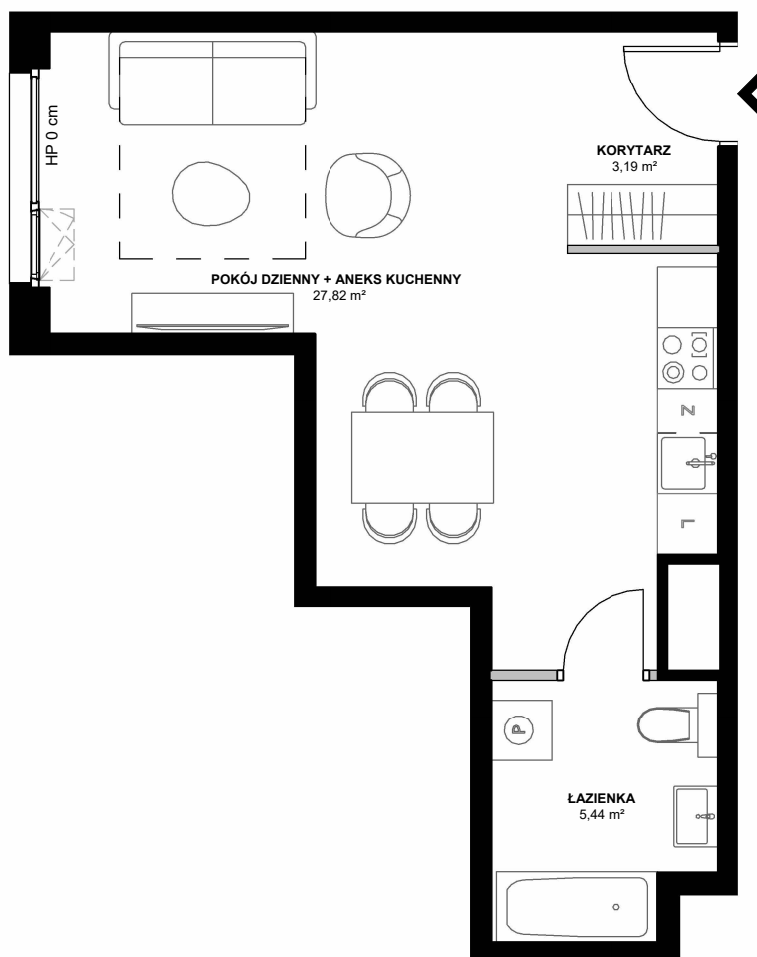 HP 0 cm
KORYTARZ
3,19 m²
POKÓJ DZIENNY + ANEKS KUCHENNY
27,82 m²
Z
L
P
ŁAZIENKA
5,44 m²